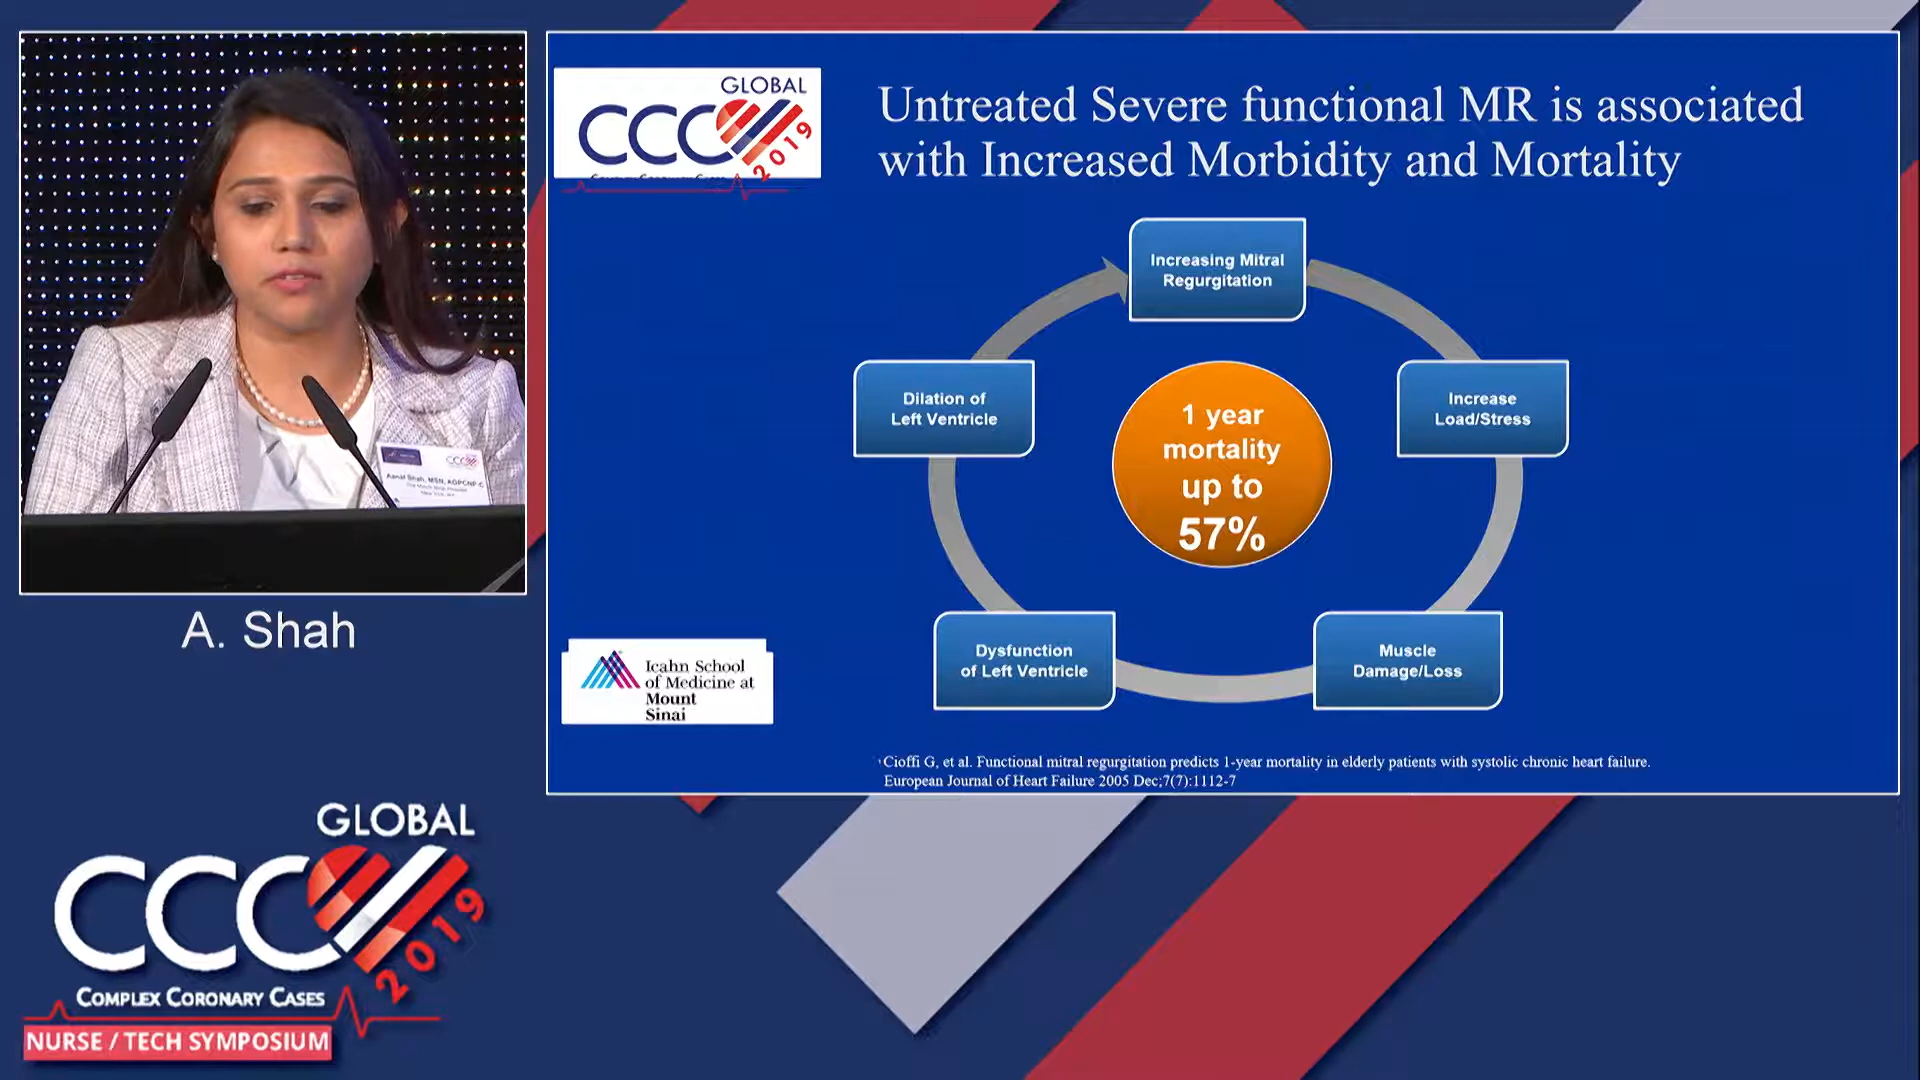 GLOBAL
CCC
2019
Untreated Severe functional MR is associated
with Increased Morbidity and Mortality
Increasing Mitral
Regurgitation
Dilation of
Left Ventricle
Increase
Load/Stress
1 year
mortality
up to
57%
Dysfunction
of Left Ventricle
Muscle
Damage/Loss
CCC
Shah, MSN, AGPCNP-C
A. Shah
Icahn School
of Medicine at
Mount
Sinai
Cioffi G, et al. Functional mitral regurgitation predicts 1-year mortality in elderly patients with systolic chronic heart failure.
European Journal of Heart Failure 2005 Dec;7(7):1112-7
GLOBAL
CCC
2019
COMPLEX CORONARY CASES
NURSE / TECH SYMPOSIUM